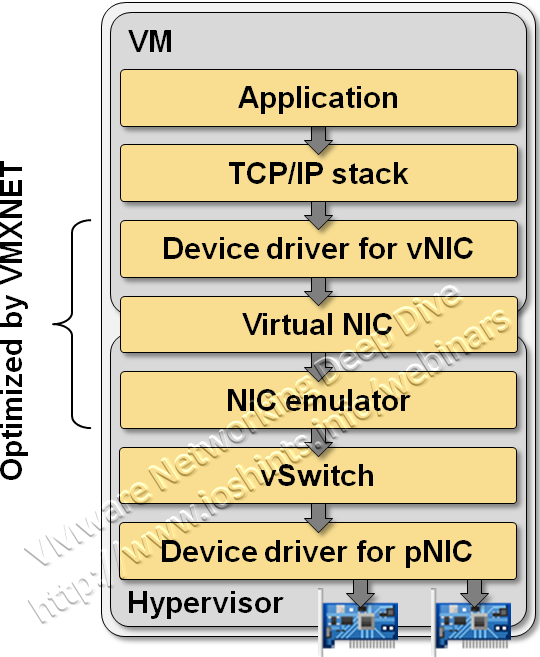 VM
Application
TCP/IP stack
Device driver for vNIC
Virtual NIC
NIC emulator
vSwitch
Device driver for pNIC
Hypervisor
Optimized by VMXNET
VMware Networking Deep Dive
http://www.ioshints.info/webinars